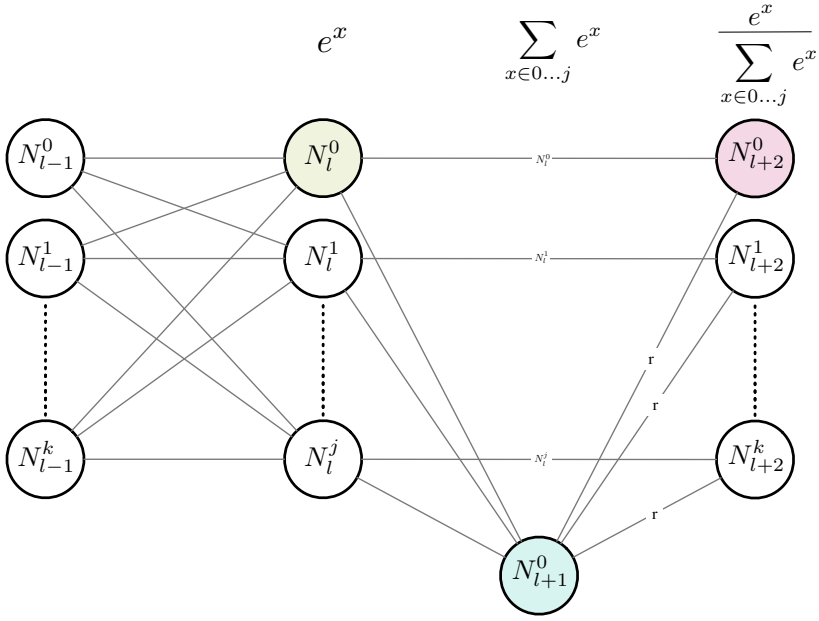 e^x
∑_{x∈0...j} e^x
e^x / ∑_{x∈0...j} e^x
N_{l-1}^0
N_l^0
N_l^0
N_{l+2}^0
N_{l-1}^1
N_l^1
N_l^1
N_{l+2}^1
r
r
N_{l-1}^k
N_l^j
N_l^j
N_{l+2}^k
r
N_{l+1}^0